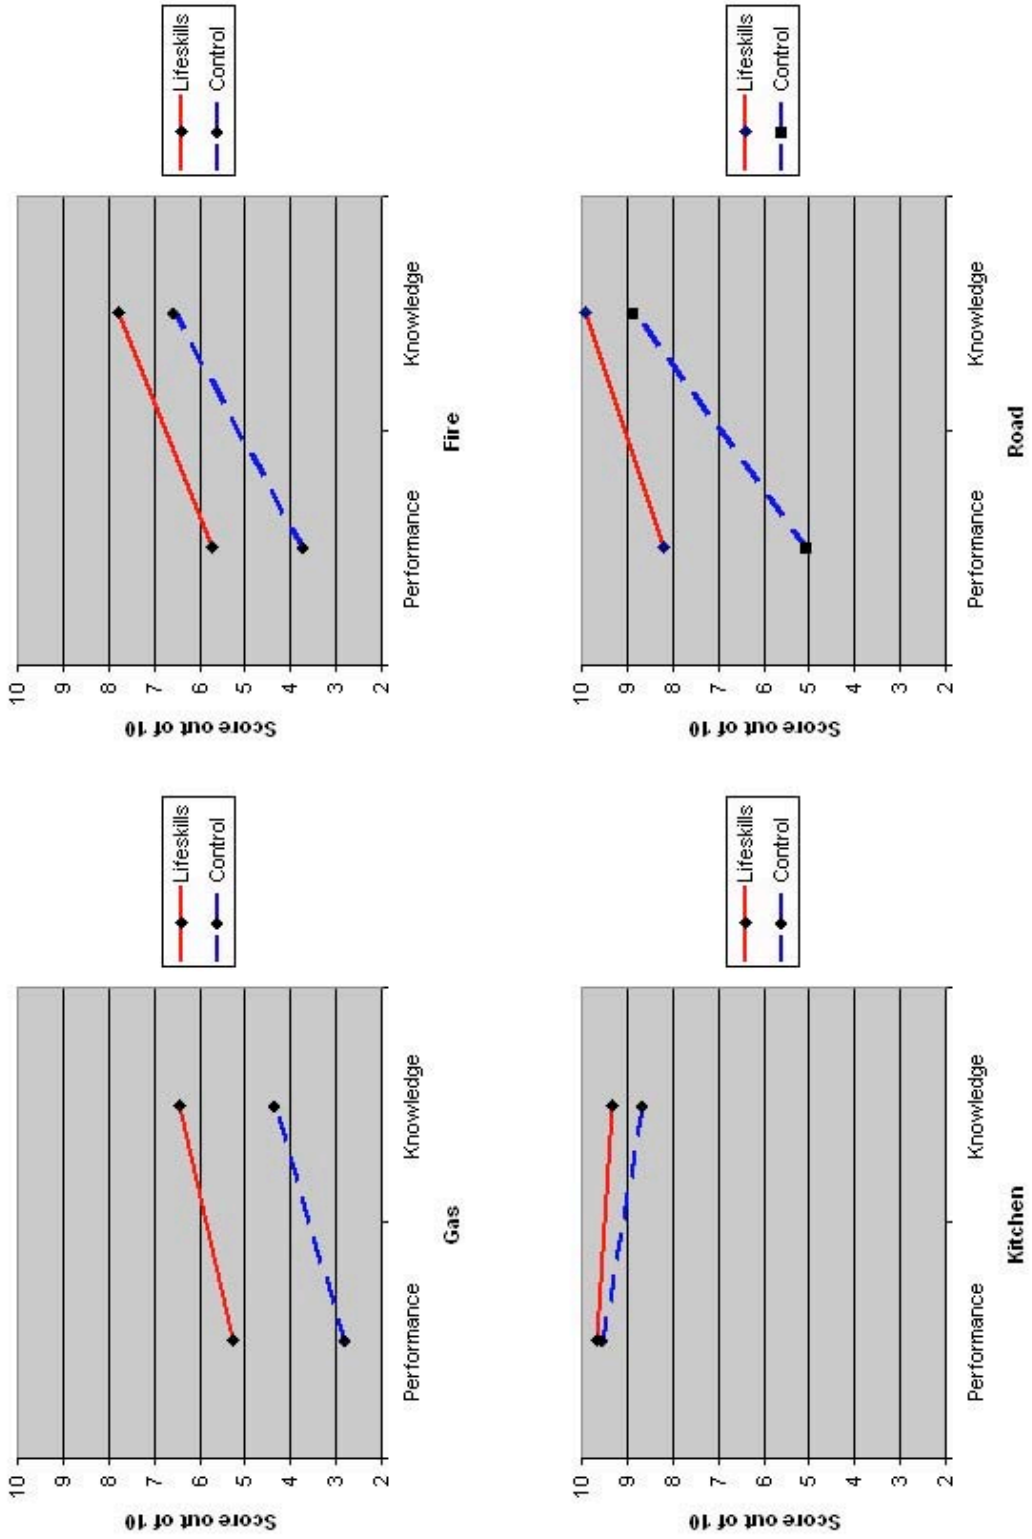 10
9
8
7
6
5
4
3
2
Score out of 10
Performance
Knowledge
Gas
Lifeskills
Control
10
9
8
7
6
5
4
3
2
Score out of 10
Performance
Knowledge
Fire
Lifeskills
Control
10
9
8
7
6
5
4
3
2
Score out of 10
Performance
Knowledge
Kitchen
Lifeskills
Control
10
9
8
7
6
5
4
3
2
Score out of 10
Performance
Knowledge
Road
Lifeskills
Control